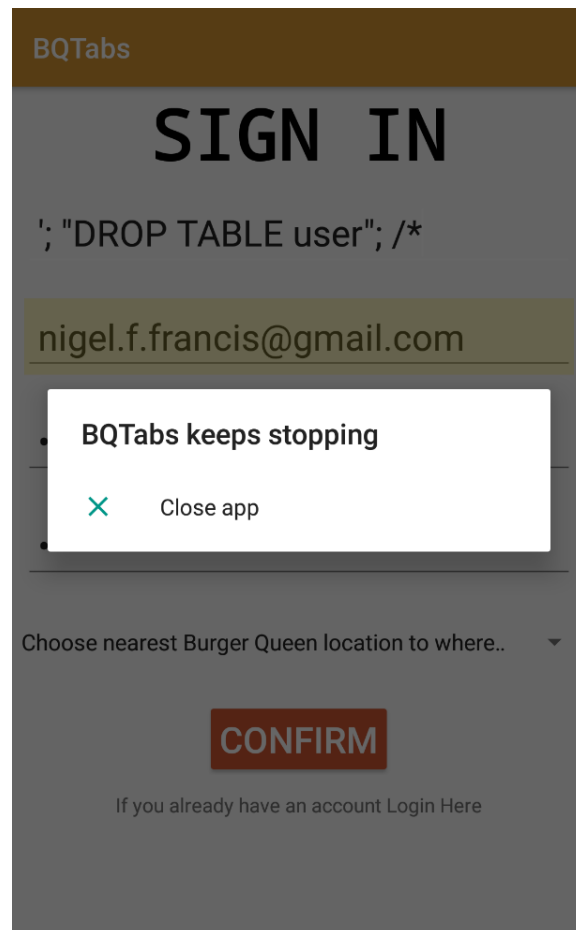 BQTabs
SIGN IN
'; "DROP TABLE user"; /*
nigel.f.francis@gmail.com
BQTabs keeps stopping
Close app
Choose nearest Burger Queen location to where..
CONFIRM
If you already have an account Login Here